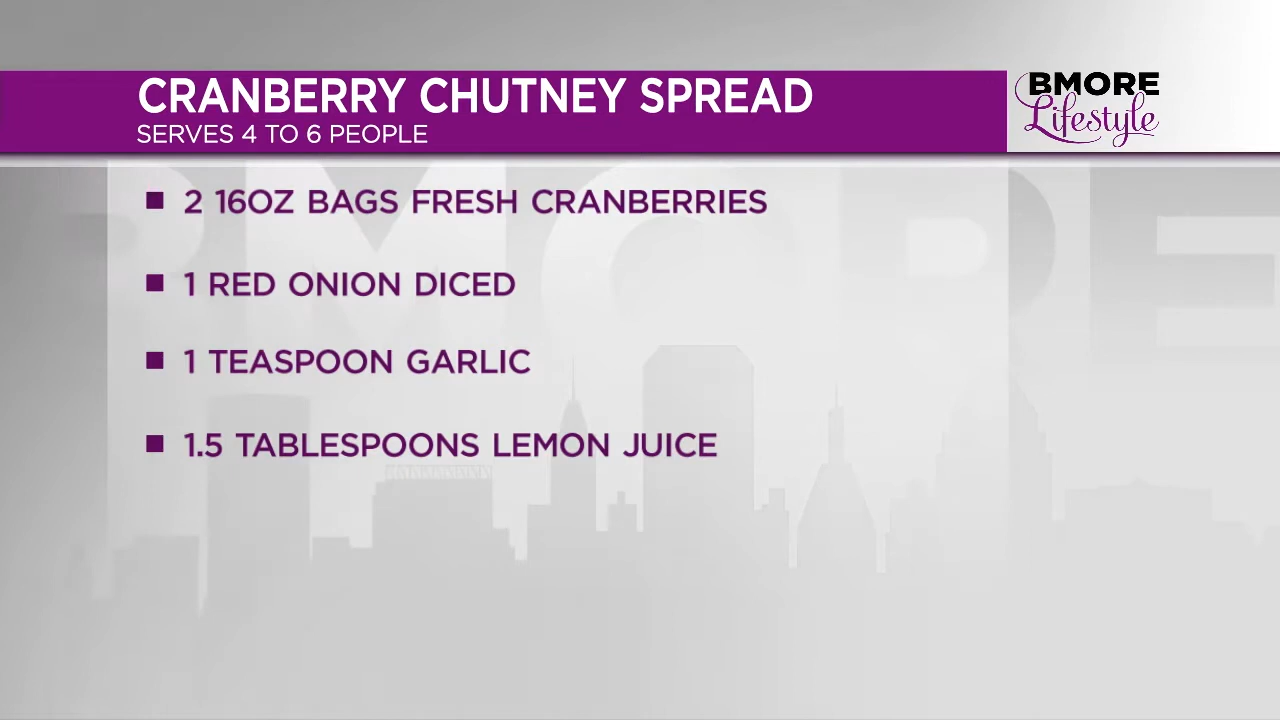 CRANBERRY CHUTNEY SPREAD
SERVES 4 TO 6 PEOPLE
BMORE
Lifestyle
2 16OZ BAGS FRESH CRANBERRIES
1 RED ONION DICED
1 TEASPOON GARLIC
1.5 TABLESPOONS LEMON JUICE
BMORE